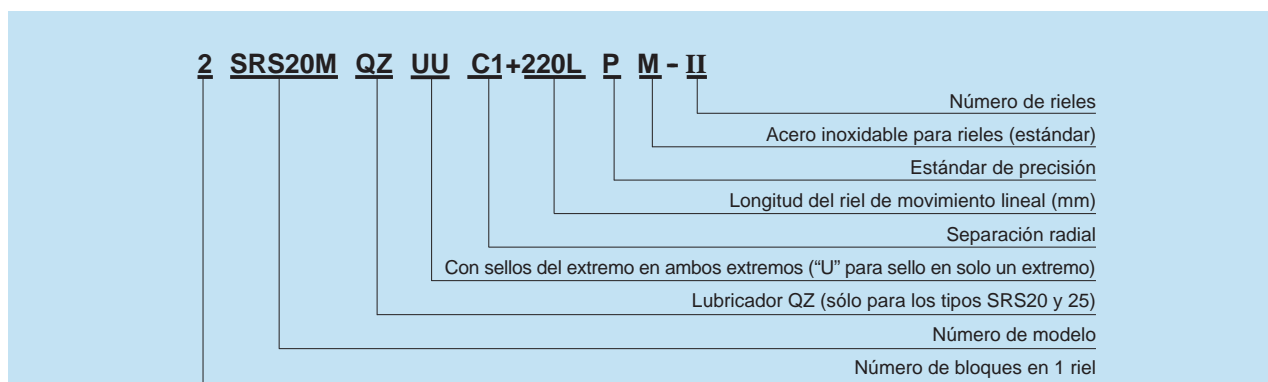 2 SRS20M QZ UU C1+220L P M-II
Número de rieles
Acero inoxidable para rieles (estándar)
Estándar de precisión
Longitud del riel de movimiento lineal (mm)
Separación radial
Con sellos del extremo en ambos extremos (“U” para sello en solo un extremo)
Lubricador QZ (sólo para los tipos SRS20 y 25)
Número de modelo
Número de bloques en 1 riel